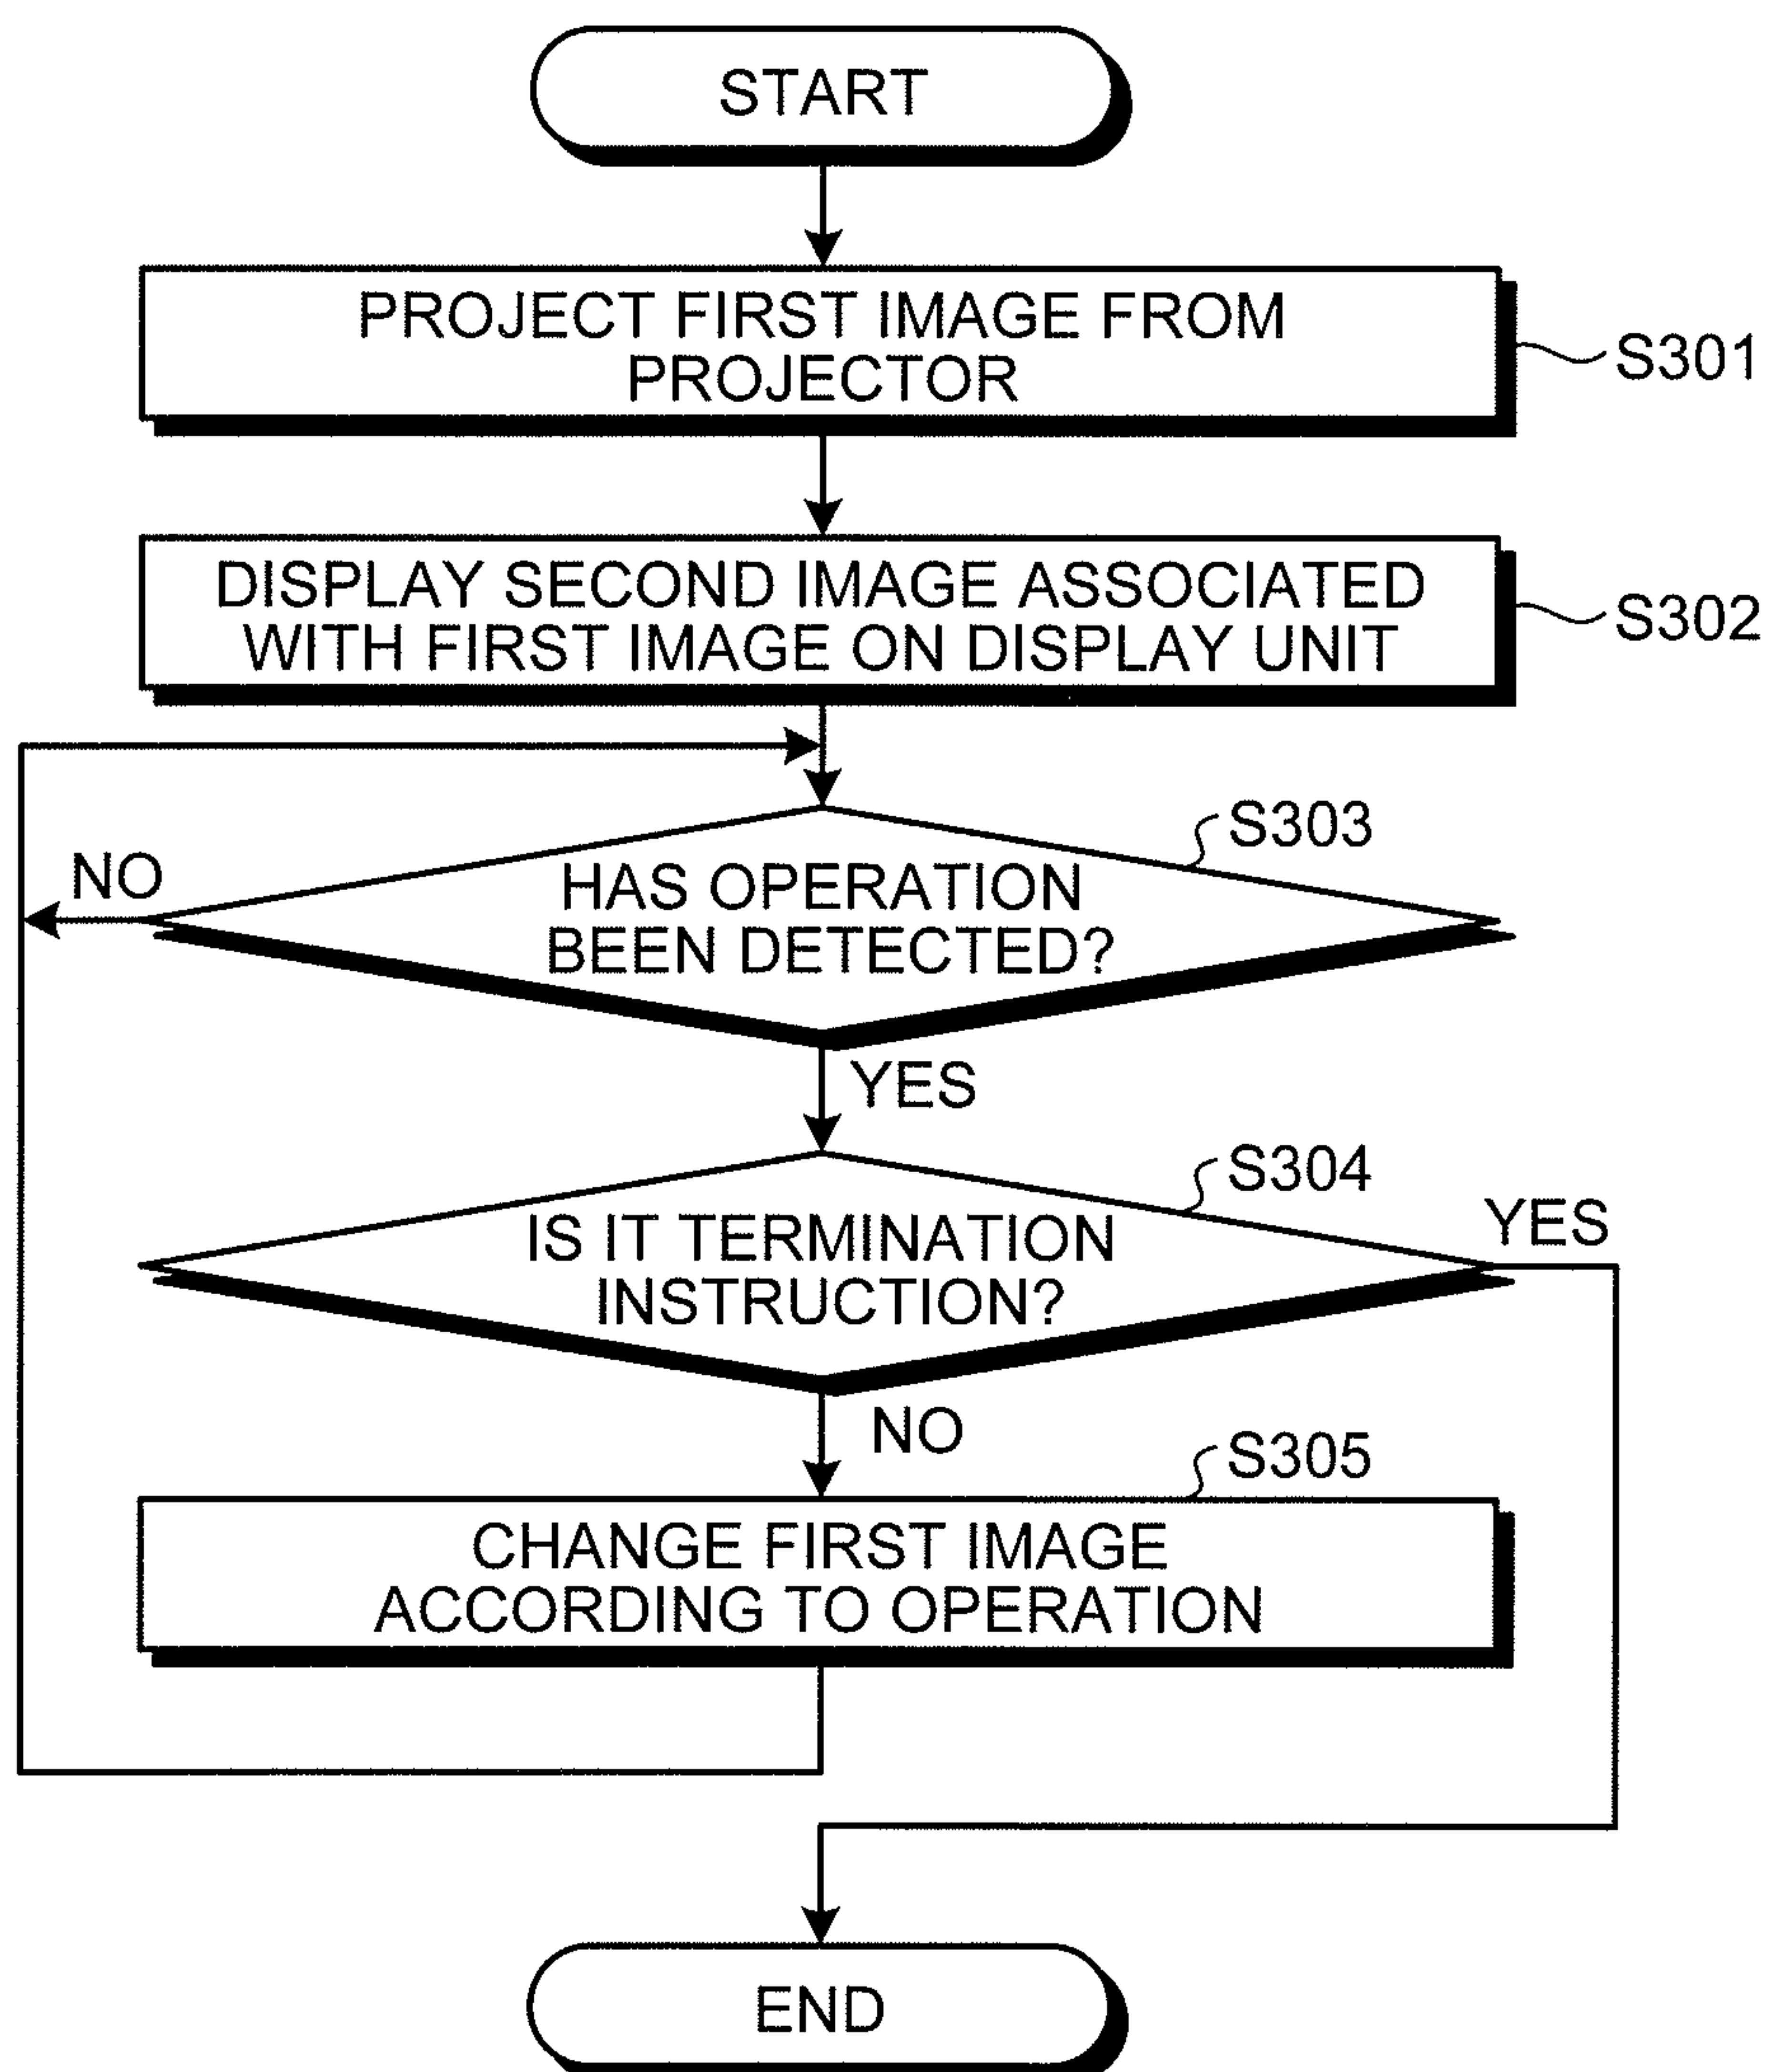 START
PROJECT FIRST IMAGE FROM
PROJECTOR
S301
DISPLAY SECOND IMAGE ASSOCIATED
WITH FIRST IMAGE ON DISPLAY UNIT
S302
S303
NO
HAS OPERATION
BEEN DETECTED?
YES
S304
YES
IS IT TERMINATION
INSTRUCTION?
NO
S305
CHANGE FIRST IMAGE
ACCORDING TO OPERATION
END